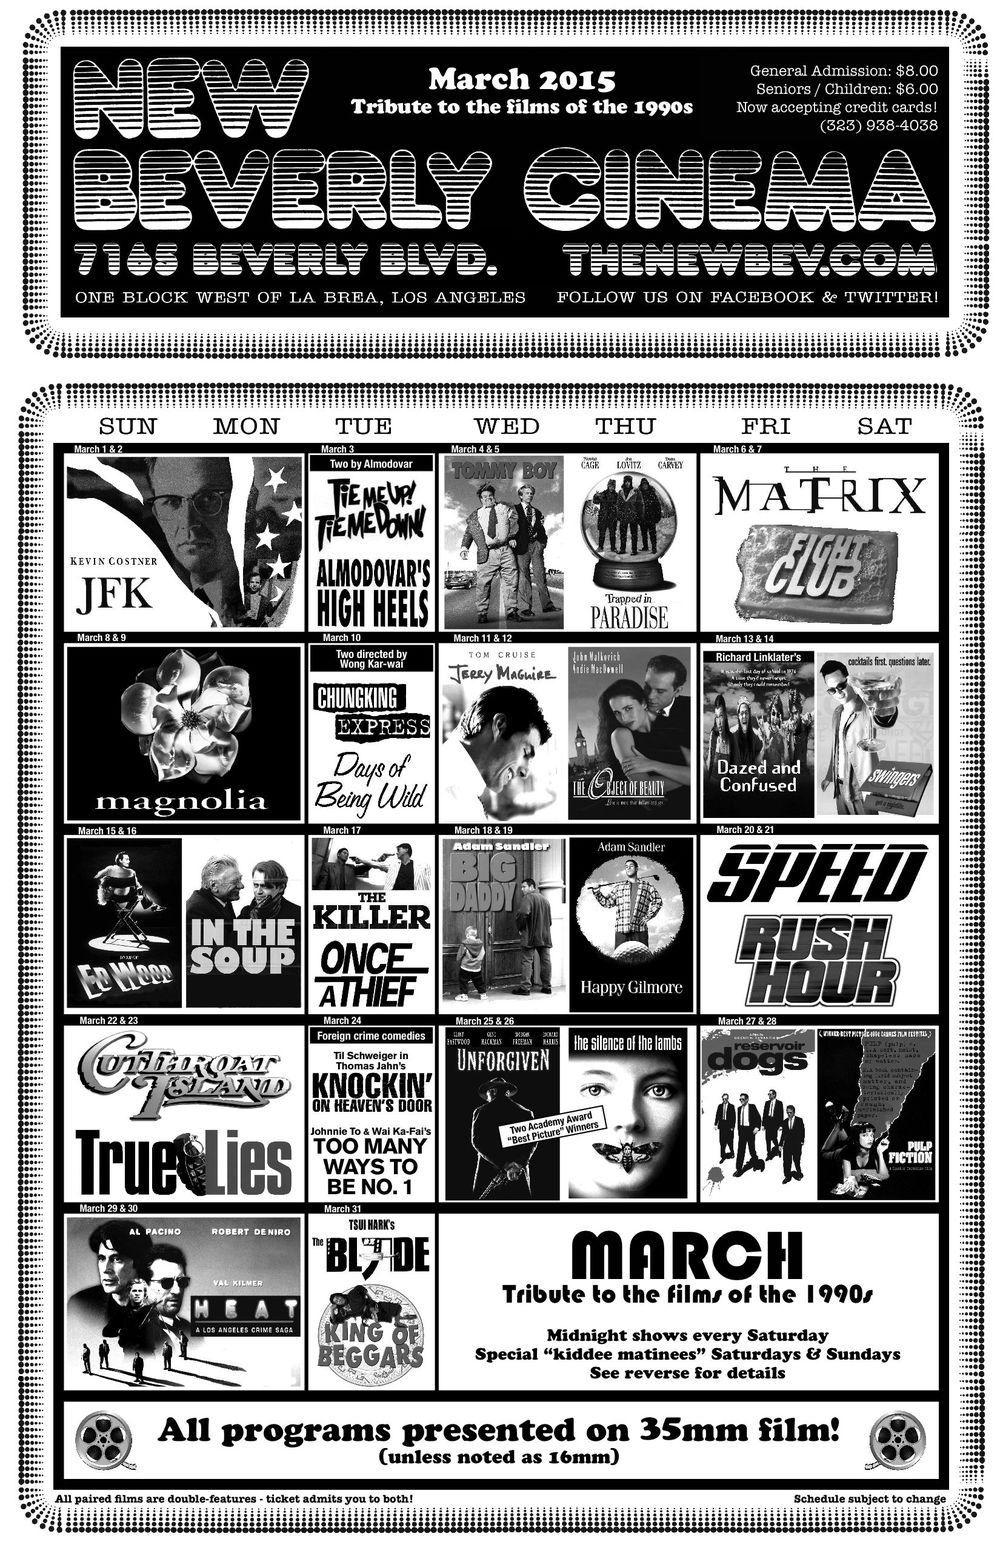 NEW
BEVERLY CINEMA
March 2015
Tribute to the films of the 1990s
General Admission: $8.00
Seniors / Children: $6.00
Now accepting credit cards!
(323) 938-4038
7165 BEVERLY BLVD.
THENEWBEV.COM
ONE BLOCK WEST OF LA BREA, LOS ANGELES
FOLLOW US ON FACEBOOK & TWITTER!
SUN MON TUE WED THU FRI SAT
March 1 & 2
KEVIN COSTNER
JFK
March 3
Two by Almodovar
TIE ME UP!
TIE ME DOWN!
ALMODOVAR'S
HIGH HEELS
March 4 & 5
TOMMY BOY
CAGE LOVITZ CARVEY
Trapped in
PARADISE
March 6 & 7
THE
MATRIX
FIGHT
CLUB
March 8 & 9
magnolia
March 10
Two directed by
Wong Kar-wai
CHUNGKING
EXPRESS
Days of
Being Wild
March 11 & 12
TOM CRUISE
JERRY MAGUIRE
John Malkovich
Andie MacDowell
THE OBJECT OF BEAUTY
March 13 & 14
Richard Linklater's
Dazed and
Confused
cocktails first. questions later.
swingers
March 15 & 16
ED WOOD
IN THE
SOUP
March 17
THE
KILLER
ONCE
A THIEF
March 18 & 19
Adam Sandler
BIG
DADDY
Adam Sandler
Happy Gilmore
March 20 & 21
SPEED
RUSH
HOUR
March 22 & 23
CUTTHROAT
ISLAND
True Lies
March 24
Foreign crime comedies
Til Schweiger in
Thomas Jahn's
KNOCKIN'
ON HEAVEN'S DOOR
Johnnie To & Wai Ka-Fai's
TOO MANY
WAYS TO
BE NO. 1
March 25 & 26
CLINT EASTWOOD GENE HACKMAN MORGAN FREEMAN RICHARD HARRIS
UNFORGIVEN
the silence of the lambs
Two Academy Award
"Best Picture" Winners
March 27 & 28
reservoir
dogs
WINNER-BEST PICTURE-1994 CANNES FILM FESTIVAL
PULP
FICTION
March 29 & 30
AL PACINO ROBERT DE NIRO
VAL KILMER
HEAT
A LOS ANGELES CRIME SAGA
March 31
TSUI HARK's
The BLADE
KING OF
BEGGARS
MARCH
Tribute to the films of the 1990s
Midnight shows every Saturday
Special “kiddee matinees” Saturdays & Sundays
See reverse for details
All programs presented on 35mm film!
(unless noted as 16mm)
All paired films are double-features - ticket admits you to both!
Schedule subject to change